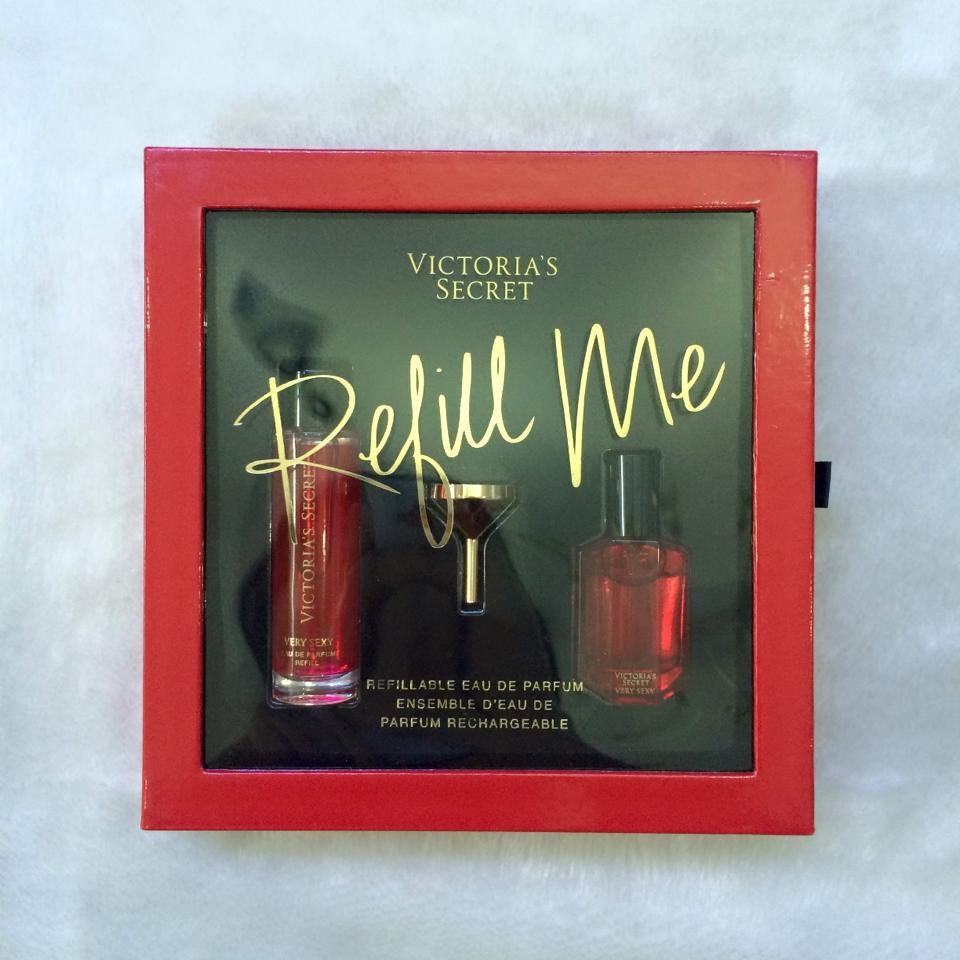 VICTORIA'S
SECRET
Refill Me
VICTORIA'S SECRET
VERY SEXY
EAU DE PARFUM
REFILL
VICTORIA'S
SECRET
VERY SEXY
REFILLABLE EAU DE PARFUM
ENSEMBLE D'EAU DE
PARFUM RECHARGEABLE